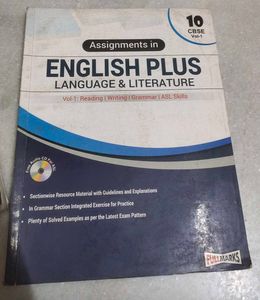 10
CBSE
Vol-1
Assignments in
ENGLISH PLUS
LANGUAGE & LITERATURE
Vol-1: Reading | Writing | Grammar | ASL Skills
Sectionwise Resource Material with Guidelines and Explanations
In Grammar Section Integrated Exercise for Practice
Plenty of Solved Examples as per the Latest Exam Pattern
FULLMARKS